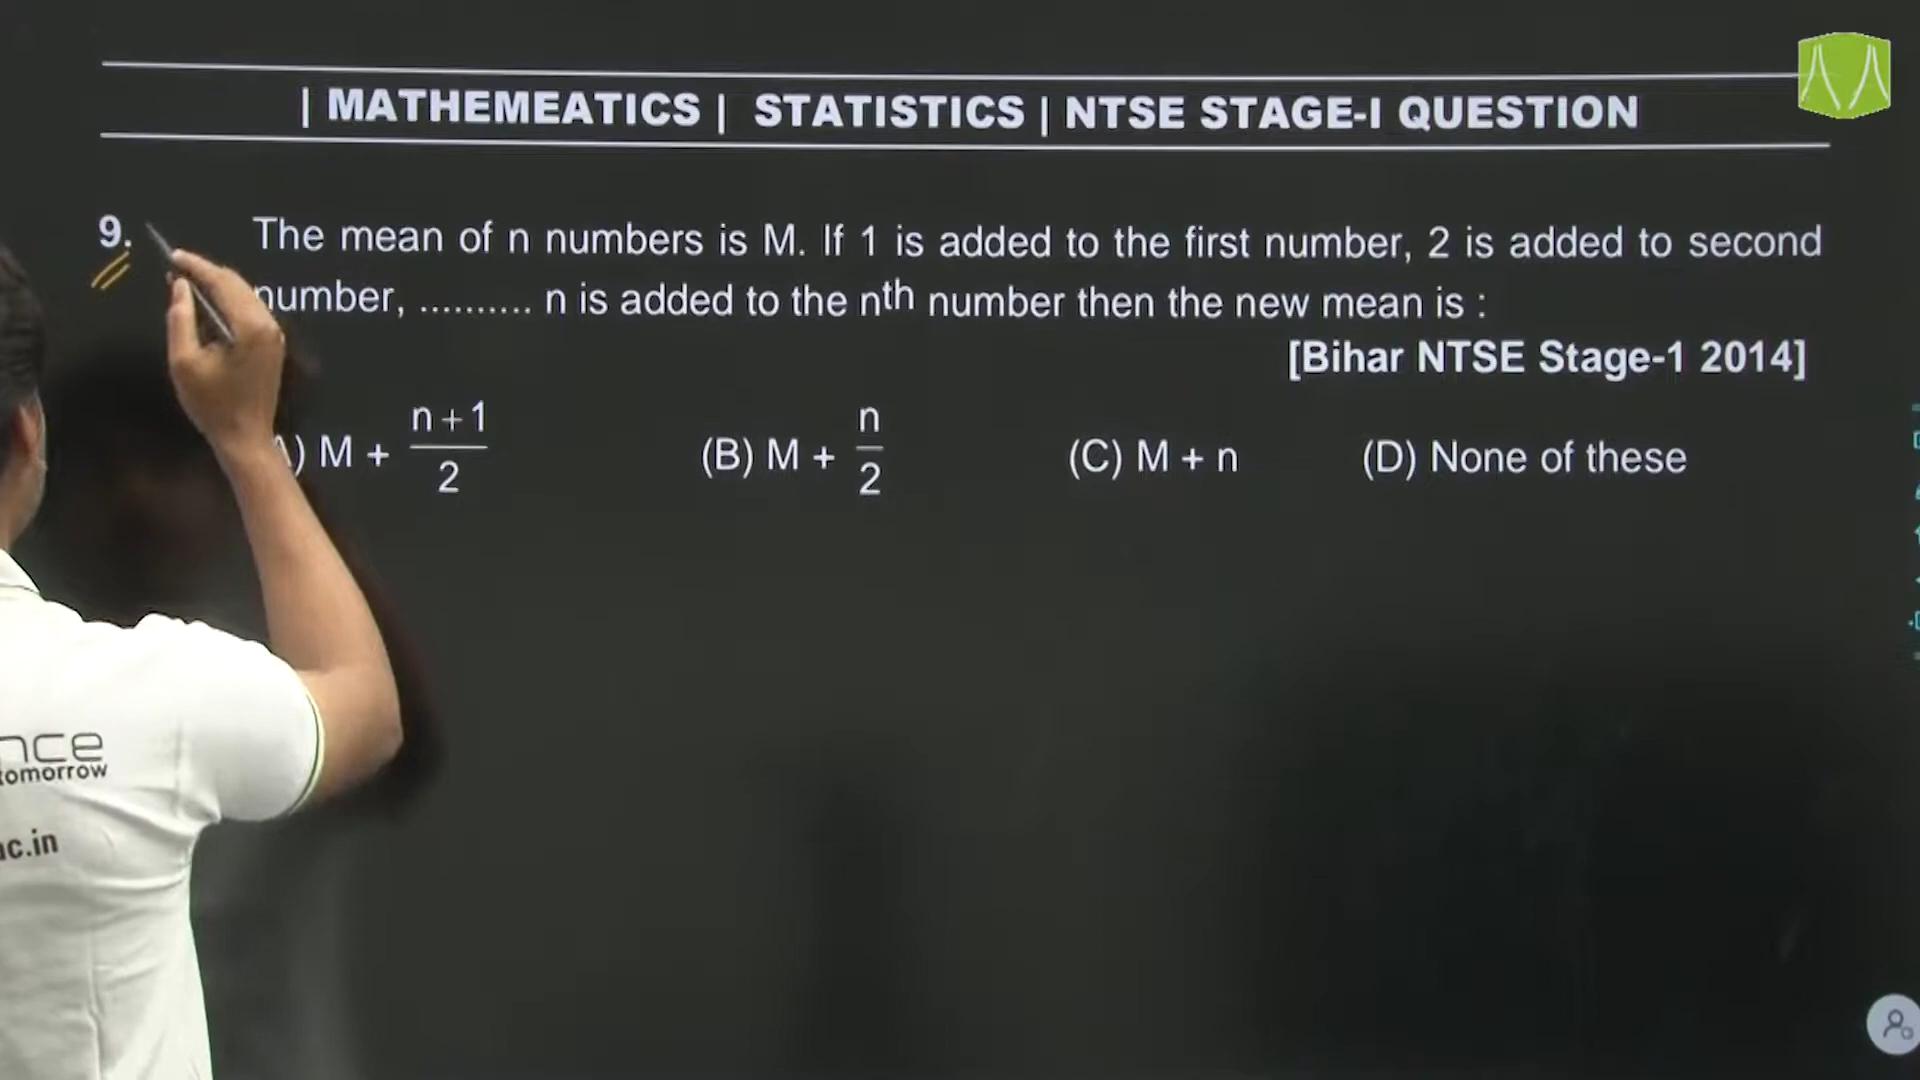 | MATHEMEATICS | STATISTICS | NTSE STAGE-I QUESTION
9. The mean of n numbers is M. If 1 is added to the first number, 2 is added to second
number, .......... n is added to the nth number then the new mean is :
[Bihar NTSE Stage-1 2014]
) M + n + 1 / 2 (B) M + n / 2 (C) M + n (D) None of these
nce
tomorrow
ac.in